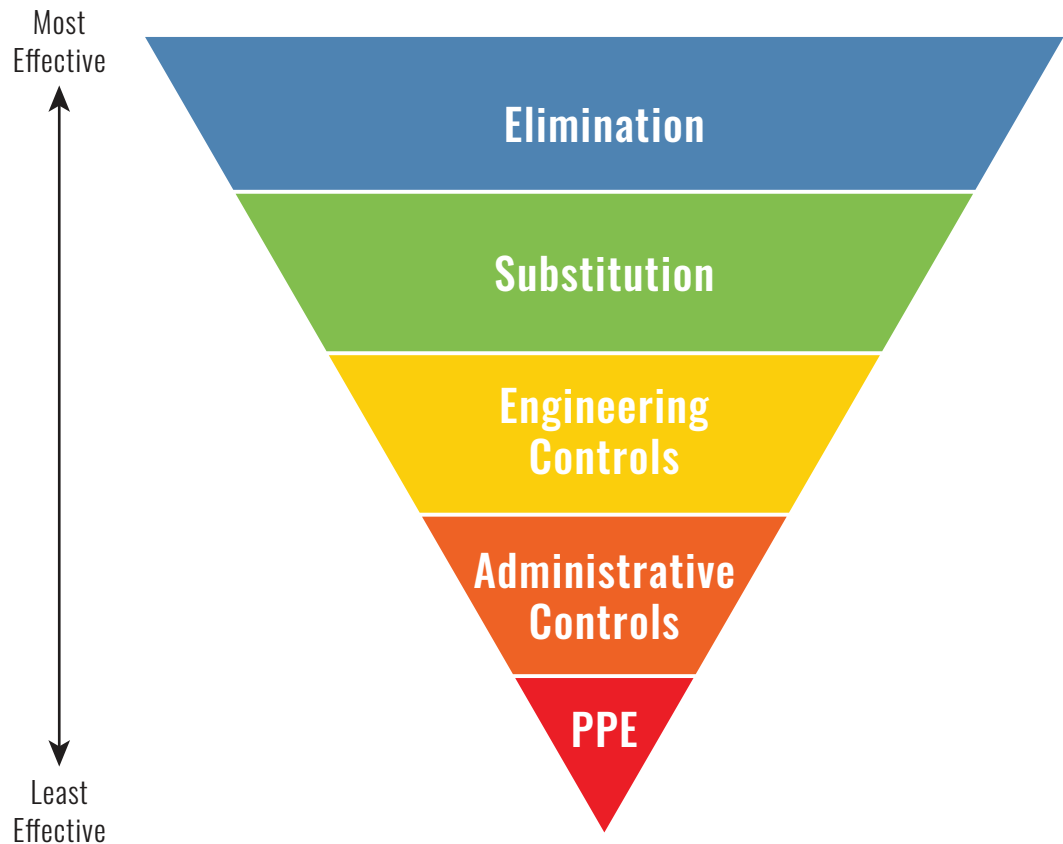 Most
Effective
Elimination
Substitution
Engineering
Controls
Administrative
Controls
PPE
Least
Effective